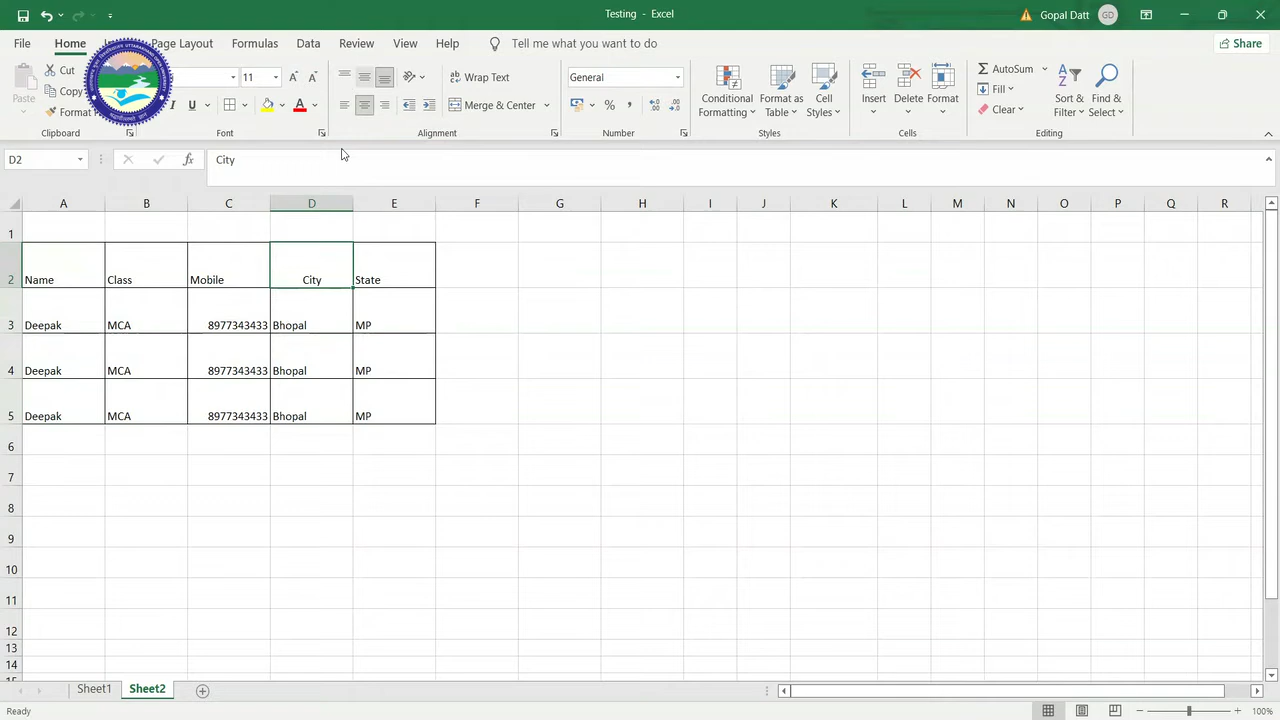 Testing - Excel
Gopal Datt GD
File Home Page Layout Formulas Data Review View Help Tell me what you want to do Share
Paste
Cut
Copy
Clipboard
11
Font
Wrap Text
Merge & Center
Alignment
General
Number
Conditional Formatting
Format as Table
Cell Styles
Styles
Insert Delete Format
Cells
AutoSum
Fill
Clear
Sort & Filter
Find & Select
Editing
D2 fx City
A B C D E F G H I J K L M N O P Q R
1
2 Name Class Mobile City State
3 Deepak MCA 8977343433 Bhopal MP
4 Deepak MCA 8977343433 Bhopal MP
5 Deepak MCA 8977343433 Bhopal MP
6
7
8
9
10
11
12
13
14
Sheet1 Sheet2
Ready 100%